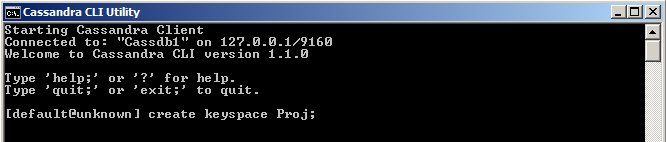 Cassandra CLI Utility
Starting Cassandra Client
Connected to: "Cassdb1" on 127.0.0.1/9160
Welcome to Cassandra CLI version 1.1.0
Type 'help;' or '?' for help.
Type 'quit;' or 'exit;' to quit.
[default@unknown] create keyspace Proj;